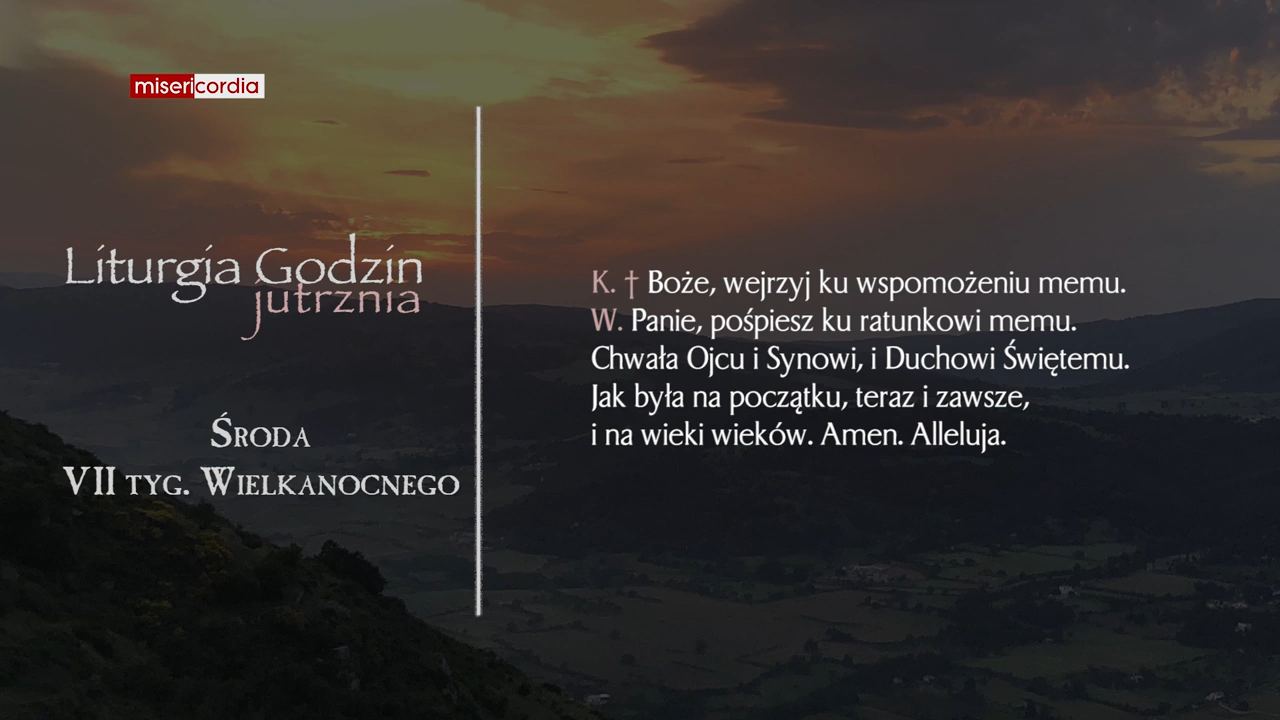 misericordia
Liturgia Godzin
jutrznia
Środa
VII tyg. Wielkanocnego
K. † Boże, wejrzyj ku wspomożeniu memu.
W. Panie, pośpiesz ku ratunkowi memu.
Chwała Ojcu i Synowi, i Duchowi Świętemu.
Jak była na początku, teraz i zawsze,
i na wieki wieków. Amen. Alleluja.